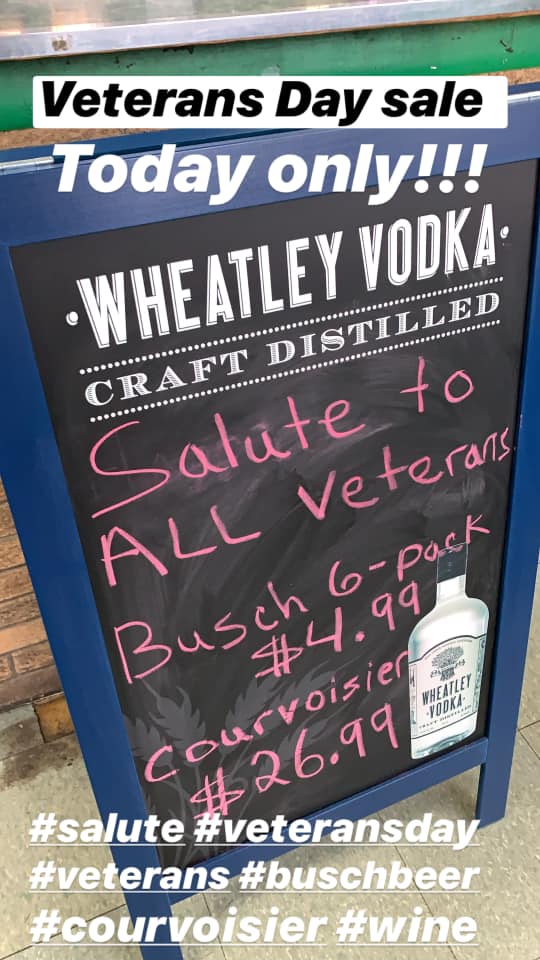 Veterans Day sale
Today only!!!
·WHEATLEY VODKA·
CRAFT DISTILLED
Salute to
ALL Veterans
Busch 6-pack
$4.99
Courvoisier
$26.99
WHEATLEY
·VODKA·
CRAFT DISTILLED
#salute #veteransday
#veterans #buschbeer
#courvoisier #wine